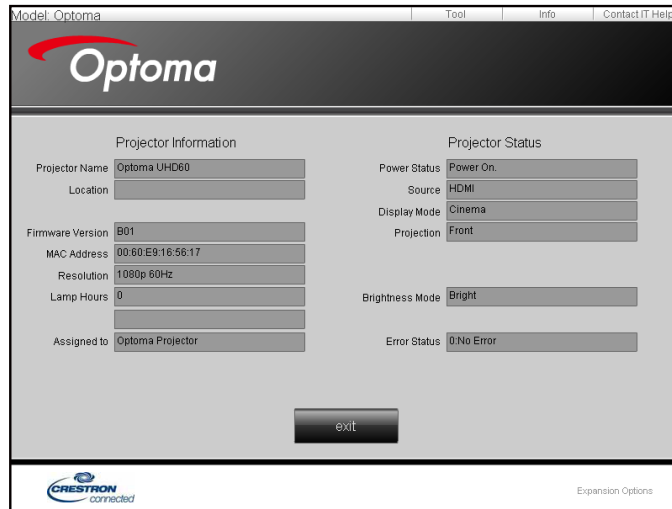 Model: Optoma
Tool
Info
Contact IT Help
Optoma
Projector Information
Projector Name Optoma UHD60
Location
Firmware Version B01
MAC Address 00:60:E9:16:56:17
Resolution 1080p 60Hz
Lamp Hours 0
Assigned to Optoma Projector
Projector Status
Power Status Power On.
Source HDMI
Display Mode Cinema
Projection Front
Brightness Mode Bright
Error Status 0:No Error
exit
CRESTRON
connected
Expansion Options